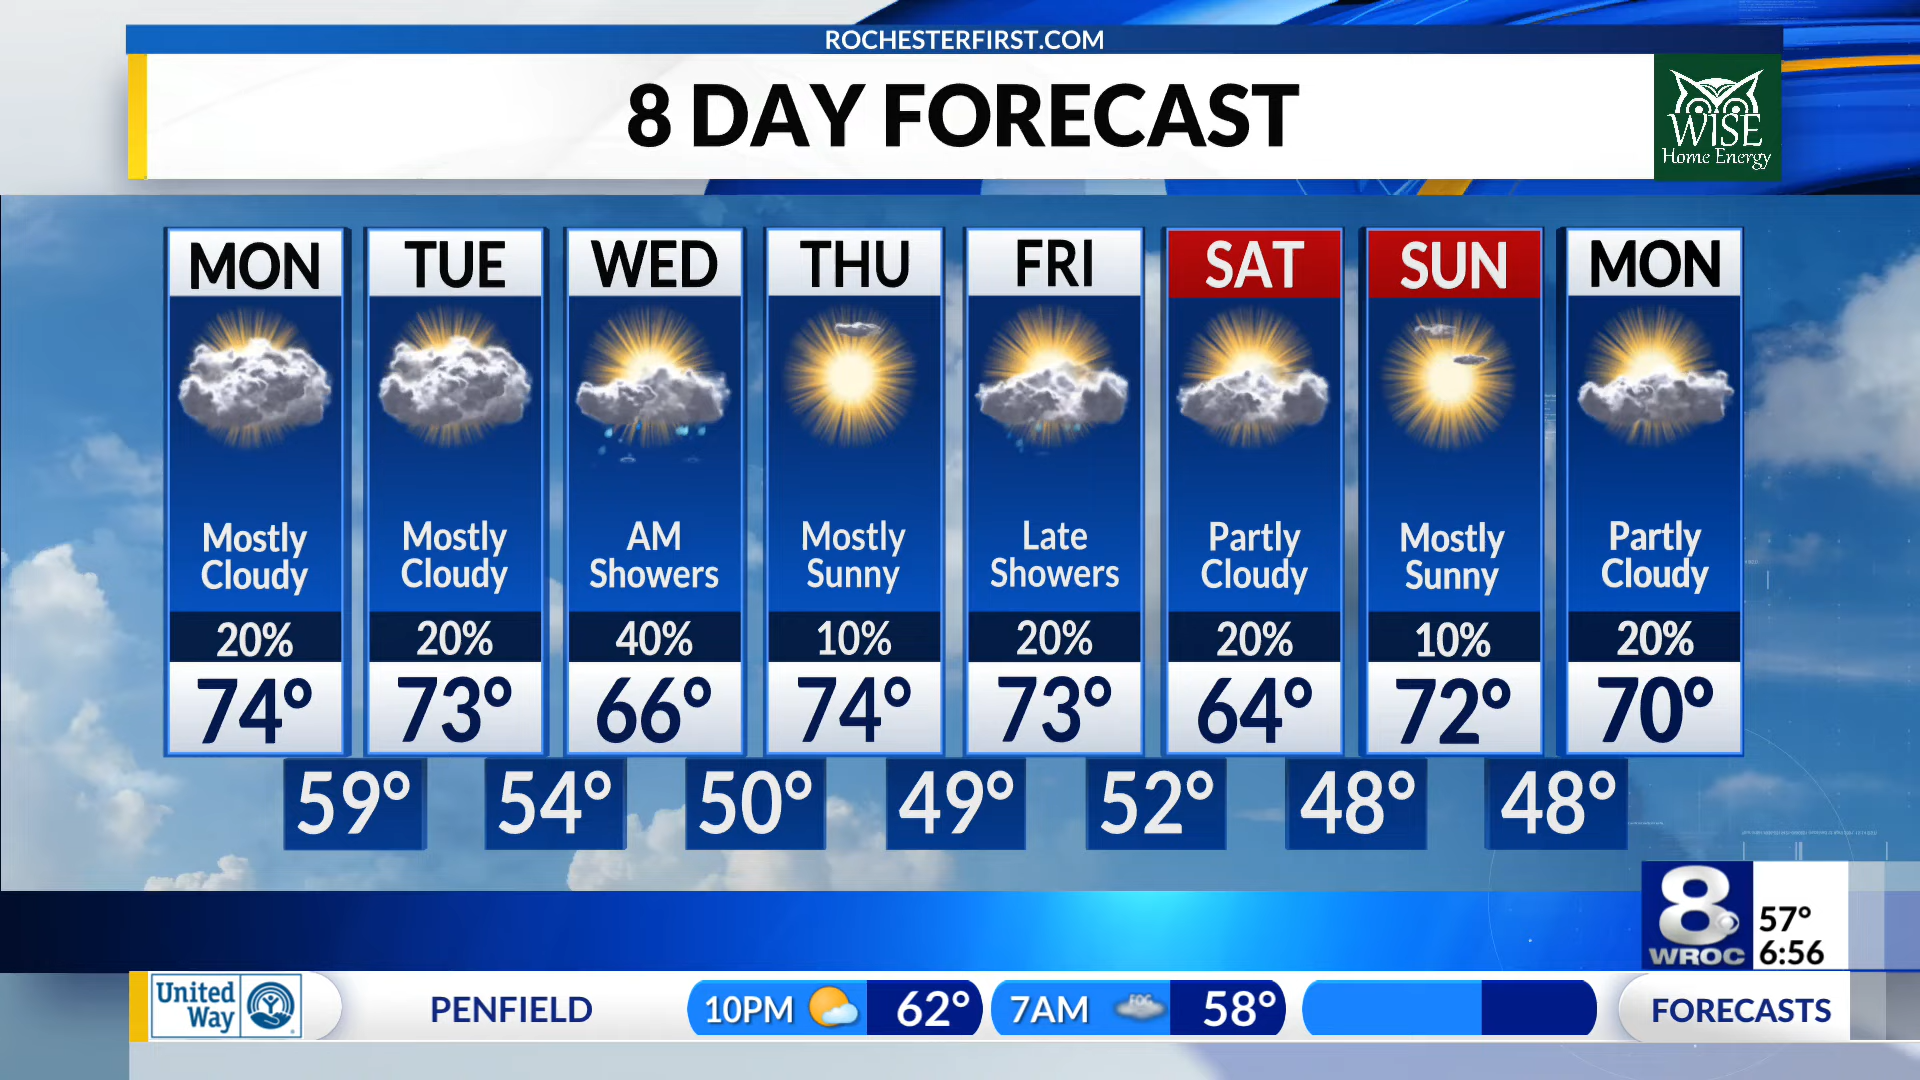 ROCHESTERFIRST.COM
8 DAY FORECAST
WISE
Home Energy
MON TUE WED THU FRI SAT SUN MON
Mostly Cloudy
Mostly Cloudy
AM Showers
Mostly Sunny
Late Showers
Partly Cloudy
Mostly Sunny
Partly Cloudy
20% 20% 40% 10% 20% 20% 10% 20%
74° 73° 66° 74° 73° 64° 72° 70°
59° 54° 50° 49° 52° 48° 48°
8
WROC
57°
6:56
United
Way
PENFIELD
10PM 62°
7AM FOG 58°
FORECASTS